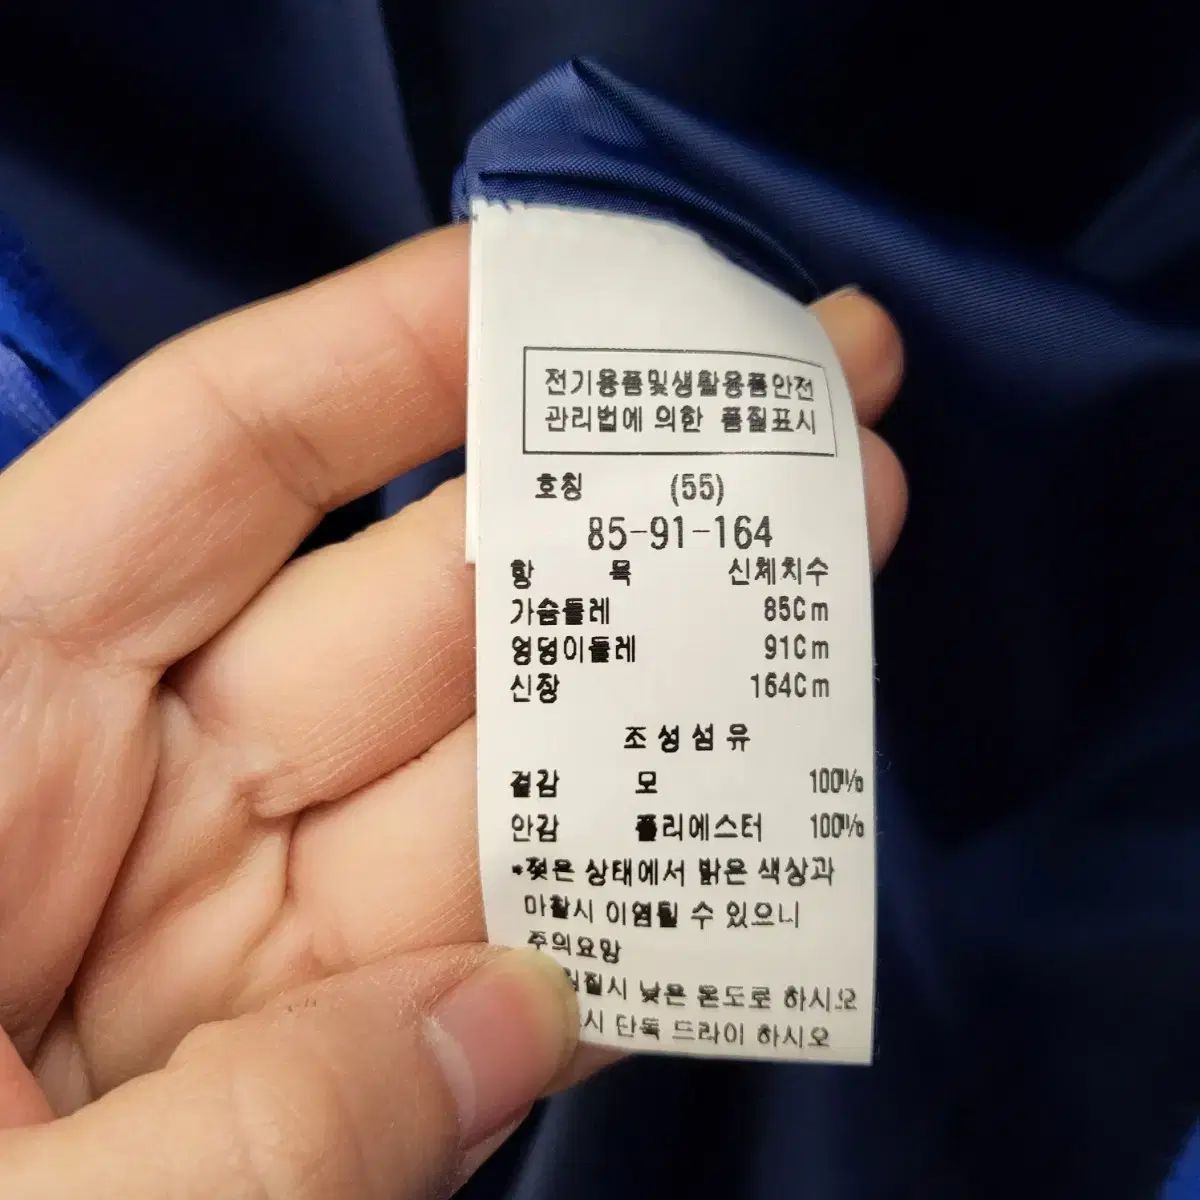 전기용품및생활용품안전
관리법에 의한 품질표시
호칭 (55)
85-91-164
항 목 신체치수
가슴둘레 85Cm
엉덩이둘레 91Cm
신장 164Cm
조성섬유
겉감 모 100%
안감 폴리에스터 100%
*젖은 상태에서 밝은 색상과
마찰시 이염될 수 있으니
주의요망
낮은 온도로 하시오
단독 드라이 하시오